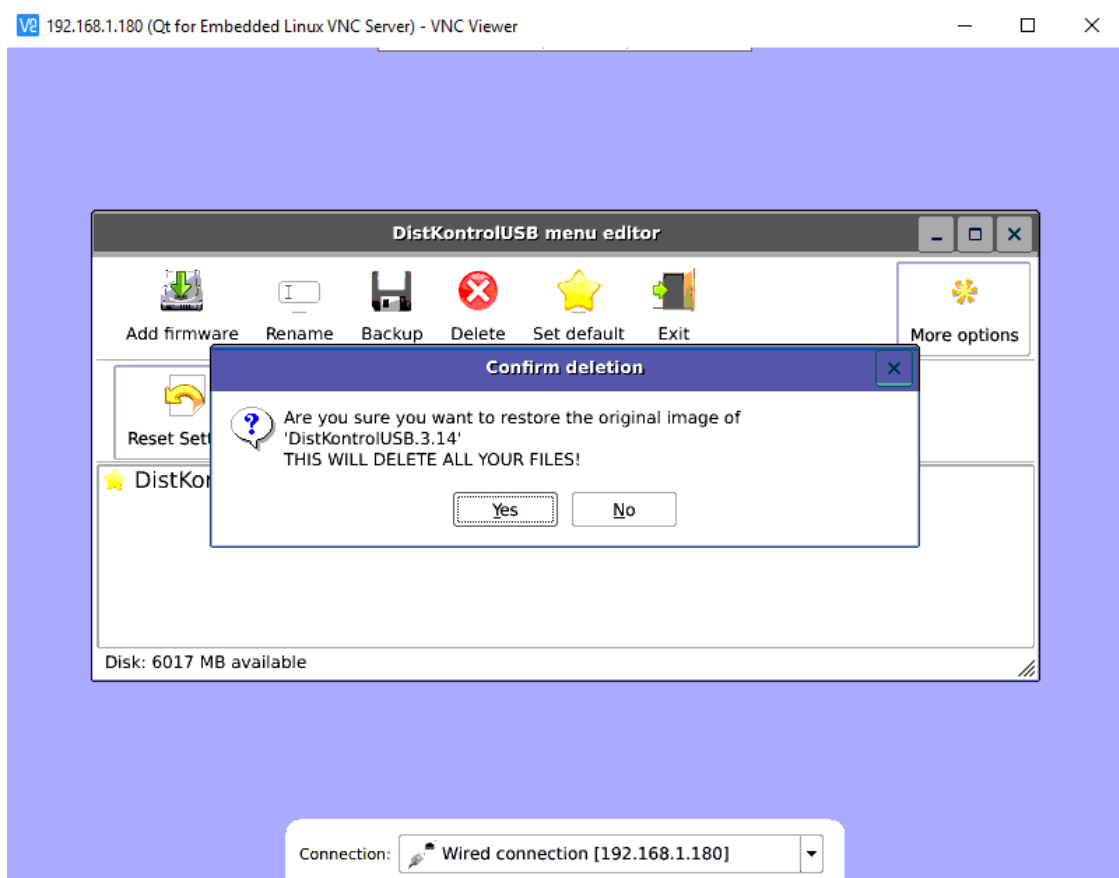 192.168.1.180 (Qt for Embedded Linux VNC Server) - VNC Viewer
DistKontrolUSB menu editor
Add firmware Rename Backup Delete Set default Exit More options
Confirm deletion
Are you sure you want to restore the original image of
'DistKontrolUSB.3.14'
THIS WILL DELETE ALL YOUR FILES!
Reset Set
DistKor
Yes No
Disk: 6017 MB available
Connection: Wired connection [192.168.1.180]